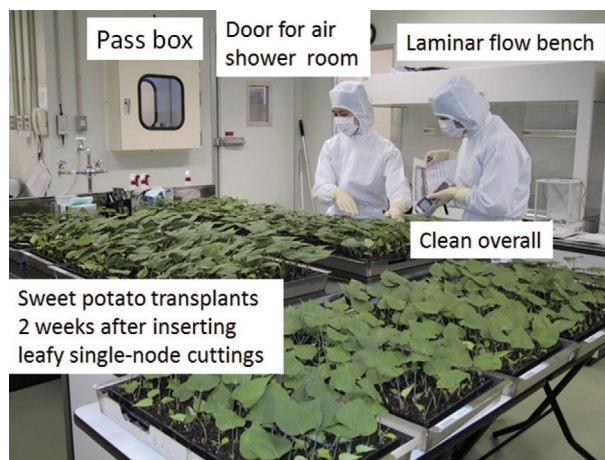 Pass box
Door for air
shower room
Laminar flow bench
Clean overall
Sweet potato transplants
2 weeks after inserting
leafy single-node cuttings